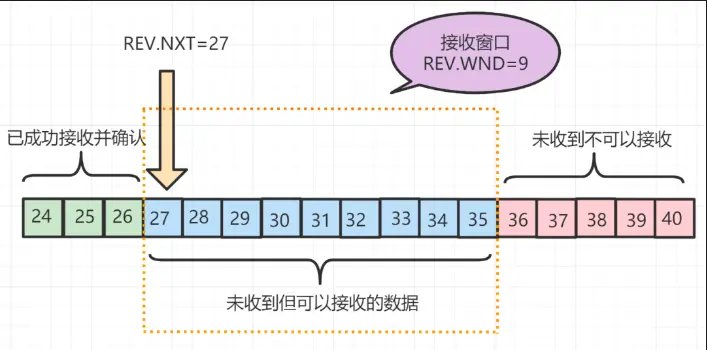 REV.NXT=27
接收窗口
REV.WND=9
已成功接收并确认
未收到不可以接收
24 25 26 27 28 29 30 31 32 33 34 35 36 37 38 39 40
未收到但可以接收的数据